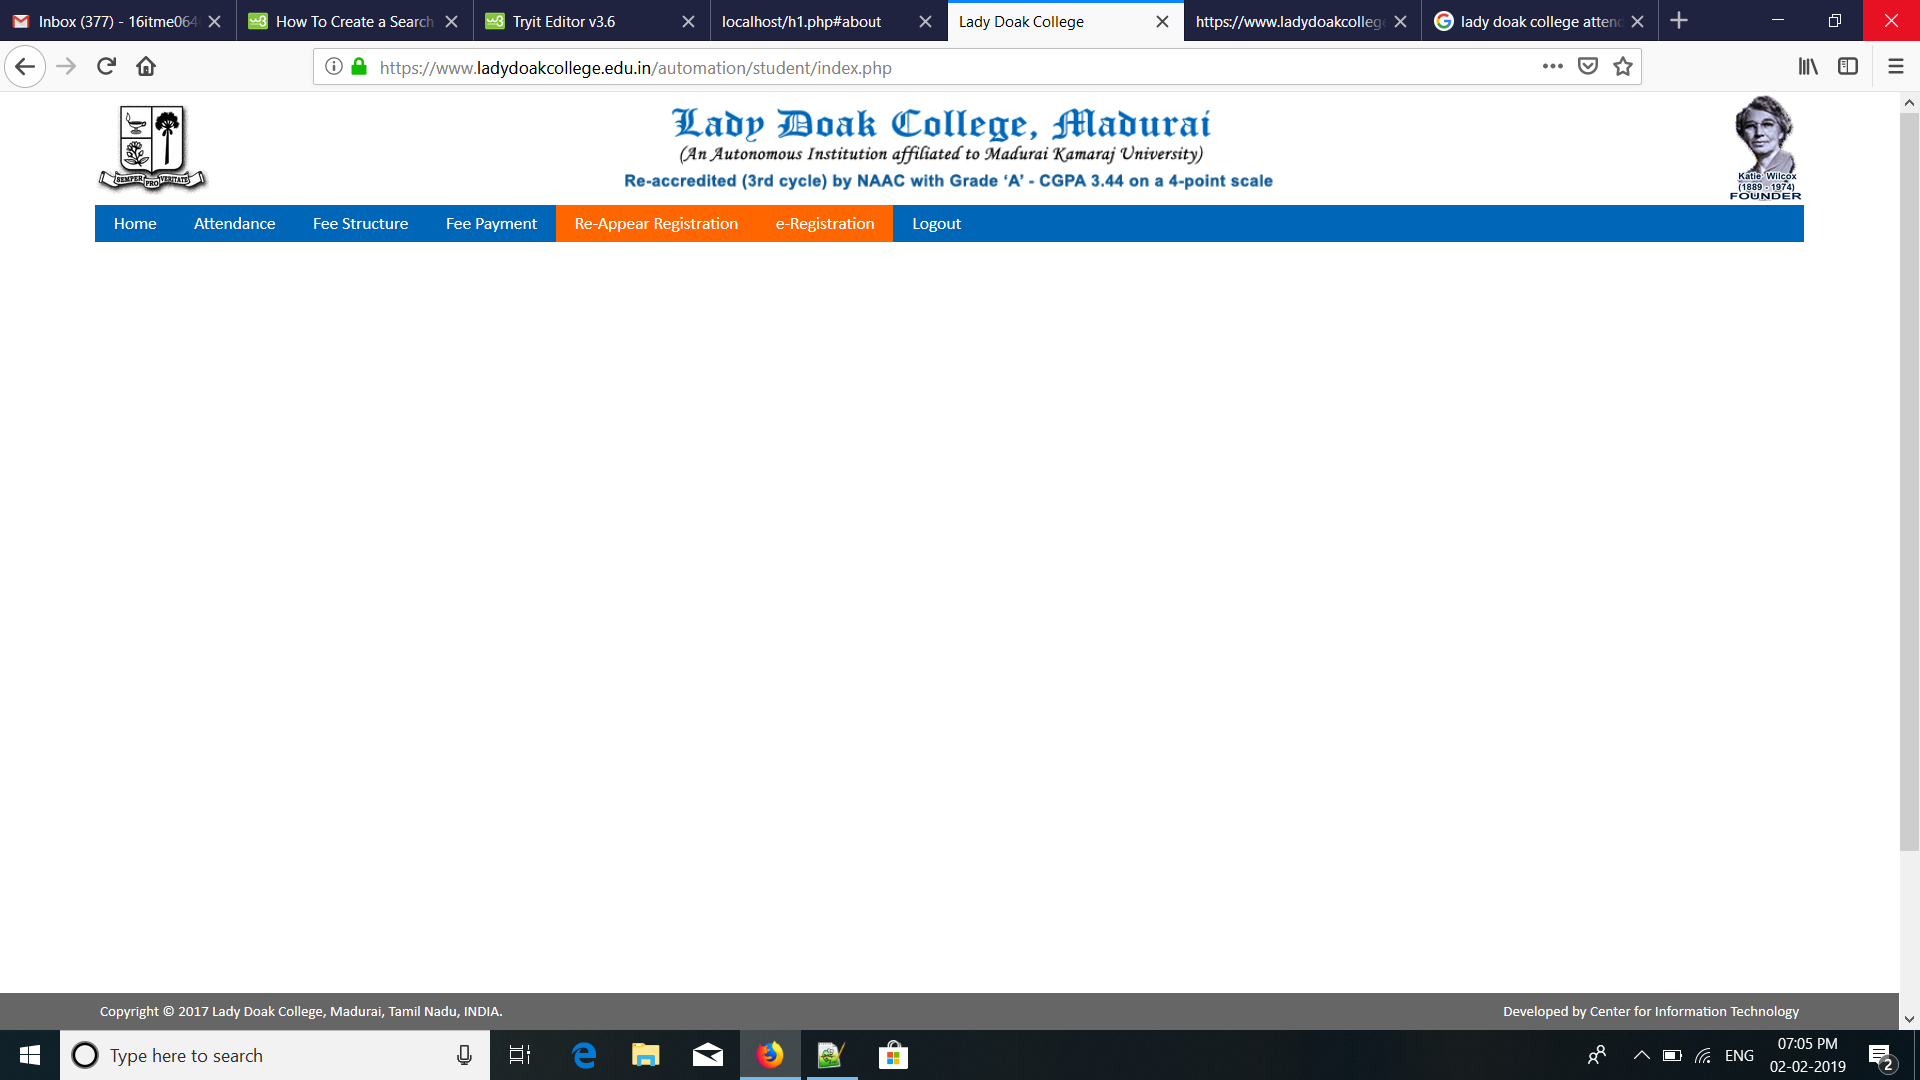 Inbox (377) - 16itme064
How To Create a Search
Tryit Editor v3.6
localhost/h1.php#about
Lady Doak College
https://www.ladydoakcollege
lady doak college attend
https://www.ladydoakcollege.edu.in/automation/student/index.php
Lady Doak College, Madurai
(An Autonomous Institution affiliated to Madurai Kamaraj University)
Re-accredited (3rd cycle) by NAAC with Grade ‘A’ - CGPA 3.44 on a 4-point scale
SEMPER PRO VERITATE
Katie Wilcox
(1889 - 1974)
FOUNDER
Home Attendance Fee Structure Fee Payment Re-Appear Registration e-Registration Logout
Copyright © 2017 Lady Doak College, Madurai, Tamil Nadu, INDIA.
Developed by Center for Information Technology
Type here to search
ENG
07:05 PM
02-02-2019
2